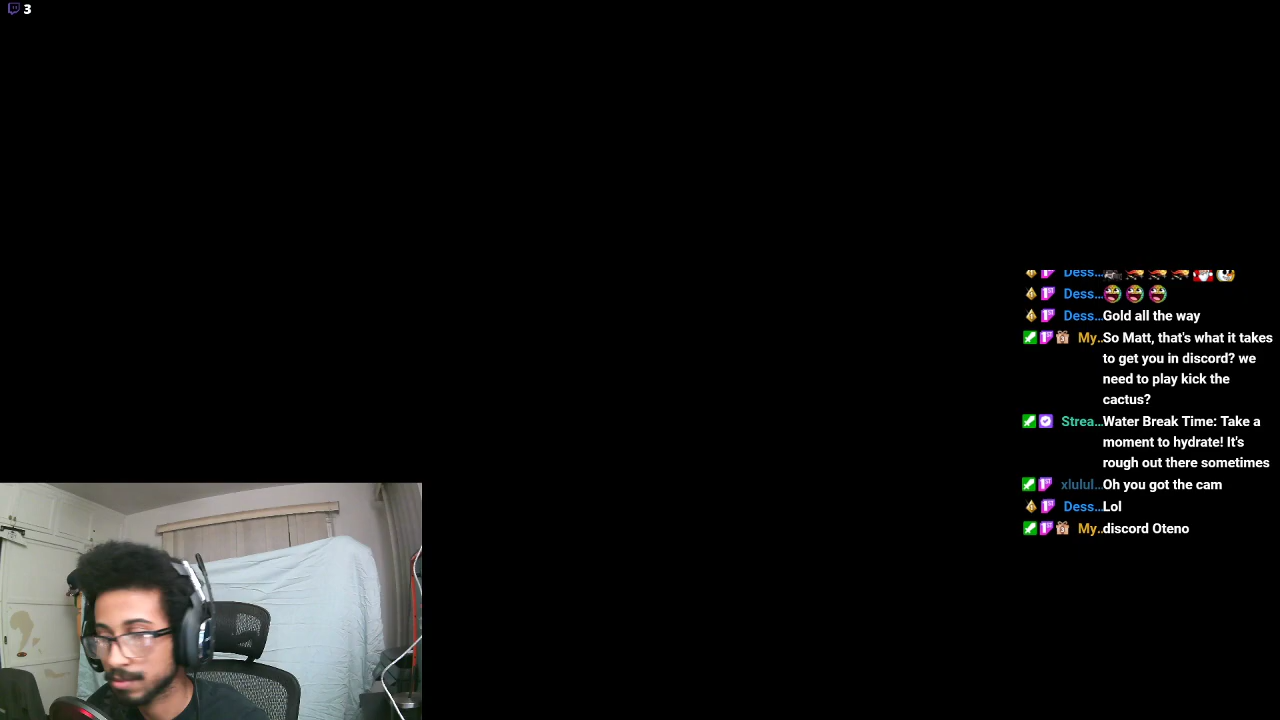 3
Dess...
Dess...
Dess...Gold all the way
My..So Matt, that's what it takes
to get you in discord? we
need to play kick the
cactus?
Strea...Water Break Time: Take a
moment to hydrate! It's
rough out there sometimes
xlulul...Oh you got the cam
Dess...Lol
My..discord Oteno